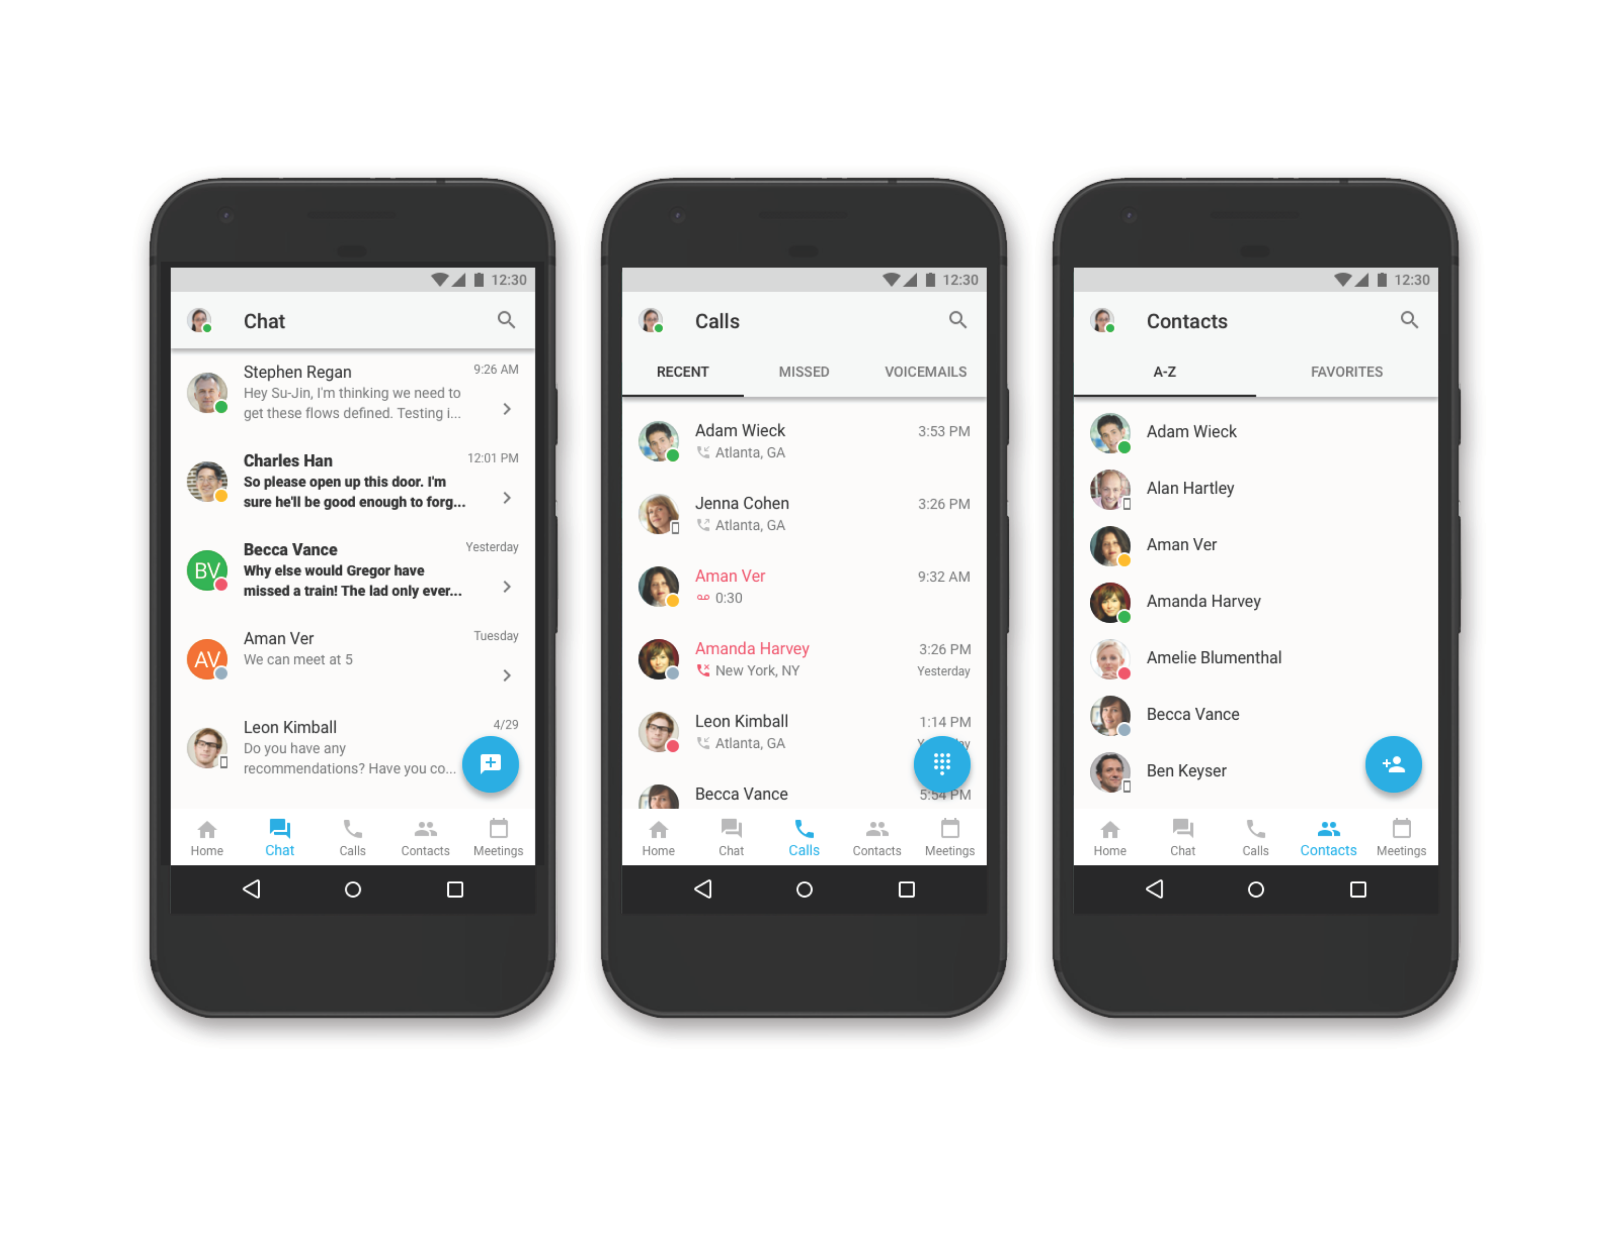 12:30
Chat
Stephen Regan 9:26 AM
Hey Su-Jin, I'm thinking we need to
get these flows defined. Testing i...
Charles Han 12:01 PM
So please open up this door. I'm
sure he'll be good enough to forg...
BV
Becca Vance Yesterday
Why else would Gregor have
missed a train! The lad only ever...
AV
Aman Ver Tuesday
We can meet at 5
Leon Kimball 4/29
Do you have any
recommendations? Have you co...
Home Chat Calls Contacts Meetings
12:30
Calls
RECENT MISSED VOICEMAILS
Adam Wieck 3:53 PM
Atlanta, GA
Jenna Cohen 3:26 PM
Atlanta, GA
Aman Ver 9:32 AM
0:30
Amanda Harvey 3:26 PM
New York, NY Yesterday
Leon Kimball 1:14 PM
Atlanta, GA
Becca Vance 5:54 PM
Home Chat Calls Contacts Meetings
12:30
Contacts
A-Z FAVORITES
Adam Wieck
Alan Hartley
Aman Ver
Amanda Harvey
Amelie Blumenthal
Becca Vance
Ben Keyser
Home Chat Calls Contacts Meetings